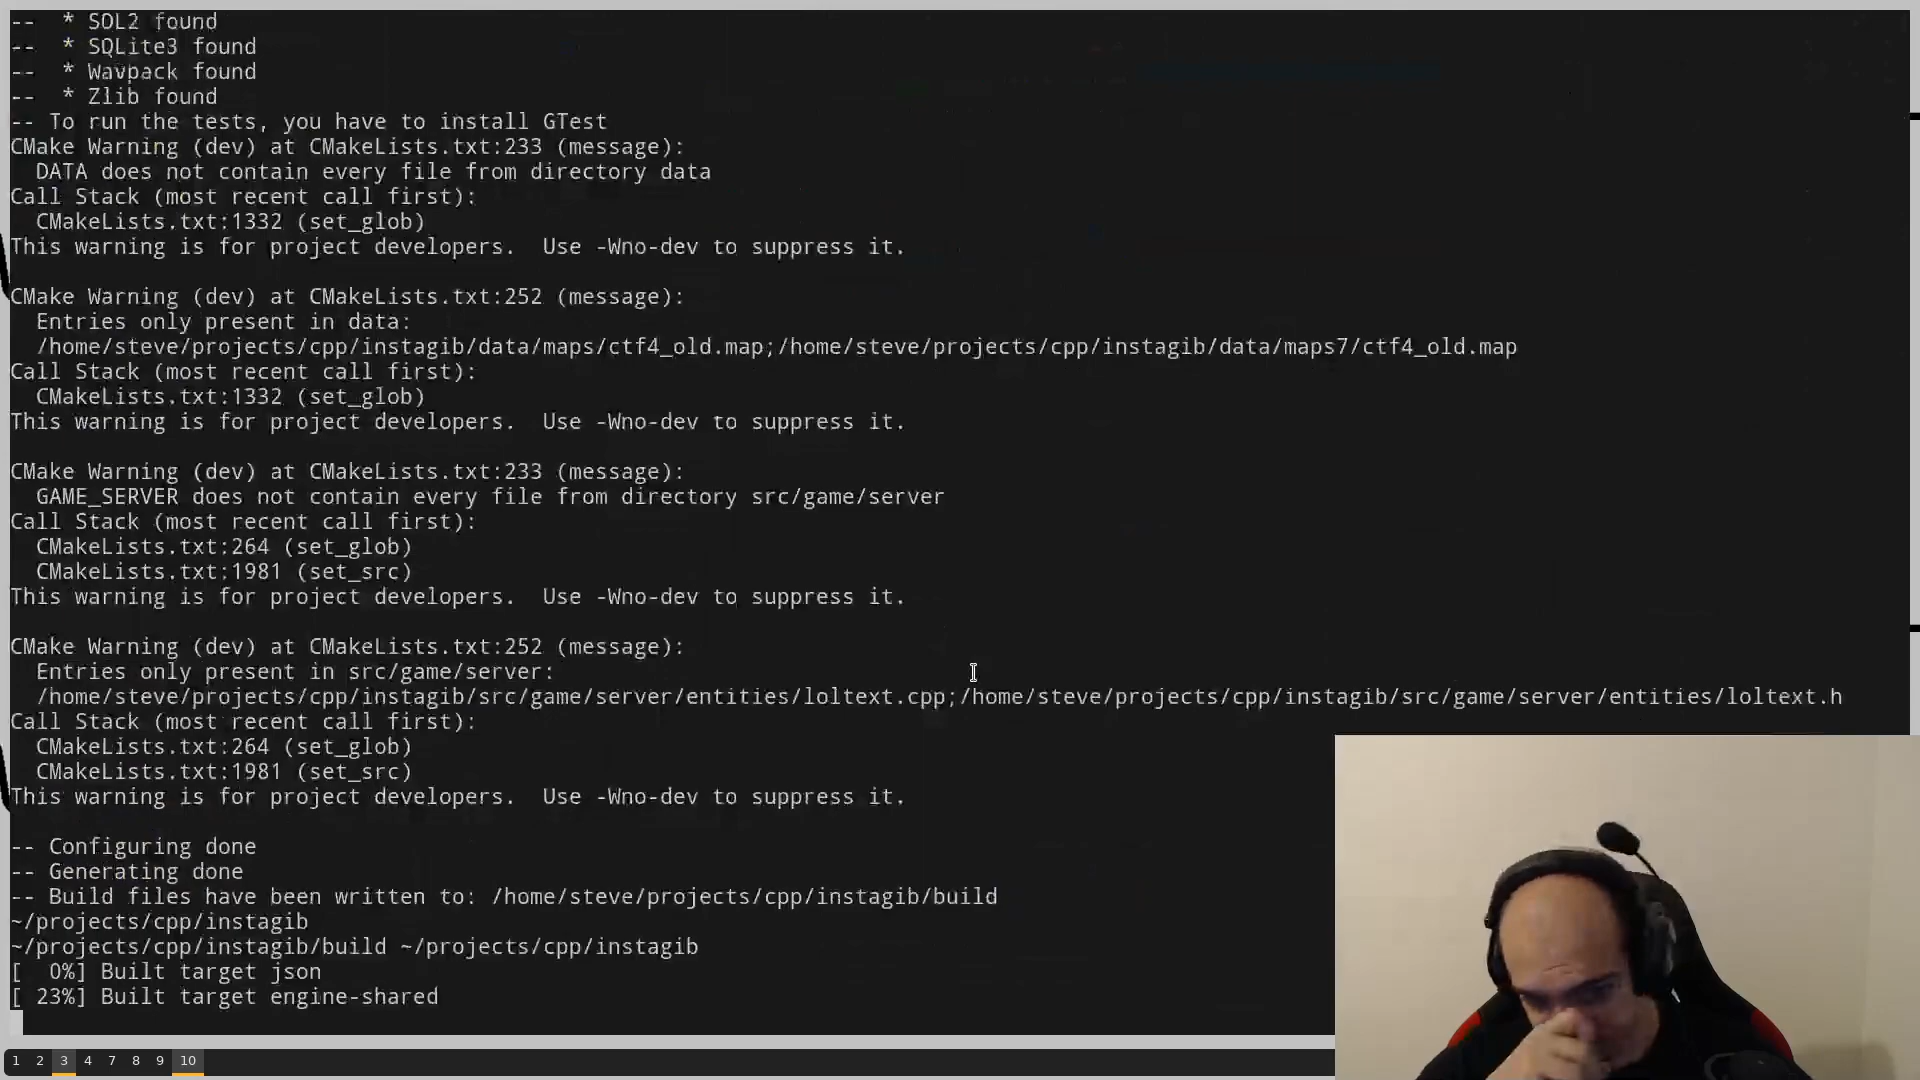 --  * SQL2 found
--  * SQLite3 found
--  * Wavpack found
--  * Zlib found
-- To run the tests, you have to install GTest
CMake Warning (dev) at CMakeLists.txt:233 (message):
  DATA does not contain every file from directory data
Call Stack (most recent call first):
  CMakeLists.txt:1332 (set_glob)
This warning is for project developers.  Use -Wno-dev to suppress it.

CMake Warning (dev) at CMakeLists.txt:252 (message):
  Entries only present in data:
  /home/steve/projects/cpp/instagib/data/maps/ctf4_old.map;/home/steve/projects/cpp/instagib/data/maps7/ctf4_old.map
Call Stack (most recent call first):
  CMakeLists.txt:1332 (set_glob)
This warning is for project developers.  Use -Wno-dev to suppress it.

CMake Warning (dev) at CMakeLists.txt:233 (message):
  GAME_SERVER does not contain every file from directory src/game/server
Call Stack (most recent call first):
  CMakeLists.txt:264 (set_glob)
  CMakeLists.txt:1981 (set_src)
This warning is for project developers.  Use -Wno-dev to suppress it.

CMake Warning (dev) at CMakeLists.txt:252 (message):
  Entries only present in src/game/server:
  /home/steve/projects/cpp/instagib/src/game/server/entities/loltext.cpp;/home/steve/projects/cpp/instagib/src/game/server/entities/loltext.h
Call Stack (most recent call first):
  CMakeLists.txt:264 (set_glob)
  CMakeLists.txt:1981 (set_src)
This warning is for project developers.  Use -Wno-dev to suppress it.

-- Configuring done
-- Generating done
-- Build files have been written to: /home/steve/projects/cpp/instagib/build
~/projects/cpp/instagib
~/projects/cpp/instagib/build ~/projects/cpp/instagib
[  0%] Built target json
[ 23%] Built target engine-shared
1 2 3 4 7 8 9 10